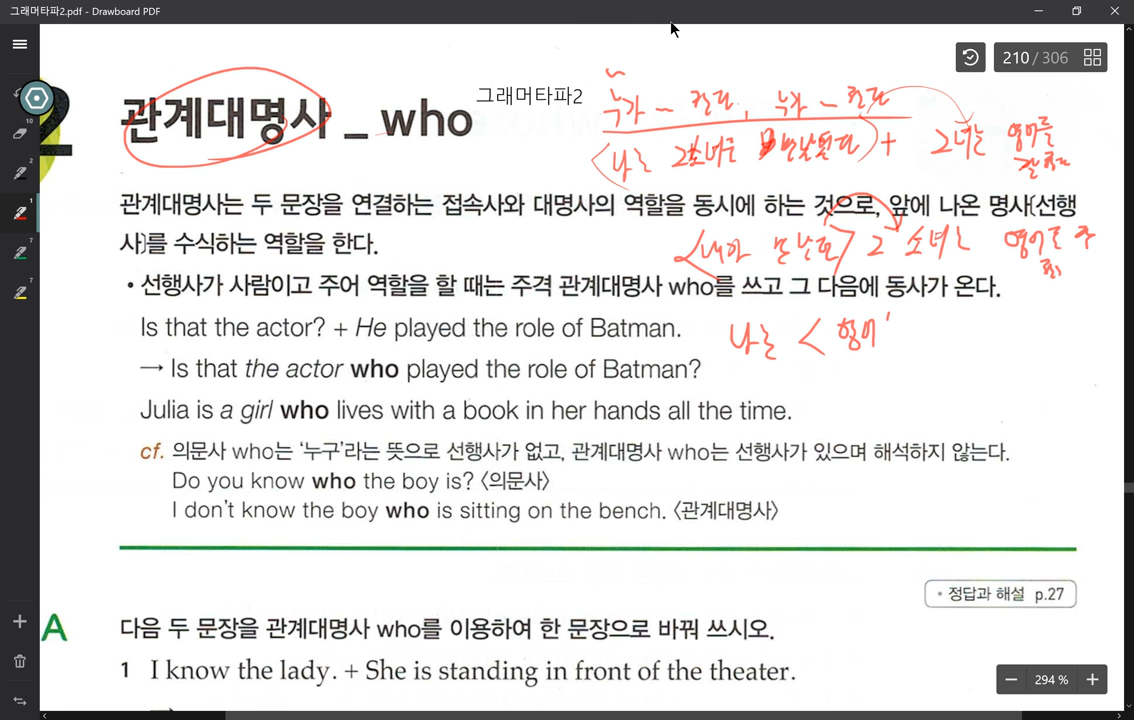 그래머타파2.pdf - Drawboard PDF
210 / 306
그래머타파2
관계대명사 _ who
누가 ~ 한다, 누가 ~ 한다
나는 그 소녀를 만났다 + 그녀는 영어를
관계대명사는 두 문장을 연결하는 접속사와 대명사의 역할을 동시에 하는 것으로, 앞에 나온 명사(선행
사)를 수식하는 역할을 한다.
내가 만났던 그 소녀는 영어를
• 선행사가 사람이고 주어 역할을 할 때는 주격 관계대명사 who를 쓰고 그 다음에 동사가 온다.
Is that the actor? + He played the role of Batman.
나는
→ Is that the actor who played the role of Batman?
Julia is a girl who lives with a book in her hands all the time.
cf. 의문사 who는 ‘누구’라는 뜻으로 선행사가 없고, 관계대명사 who는 선행사가 있으며 해석하지 않는다.
Do you know who the boy is? 〈의문사〉
I don't know the boy who is sitting on the bench. 〈관계대명사〉
• 정답과 해설 p.27
A 다음 두 문장을 관계대명사 who를 이용하여 한 문장으로 바꿔 쓰시오.
1 I know the lady. + She is standing in front of the theater.
→
294 %